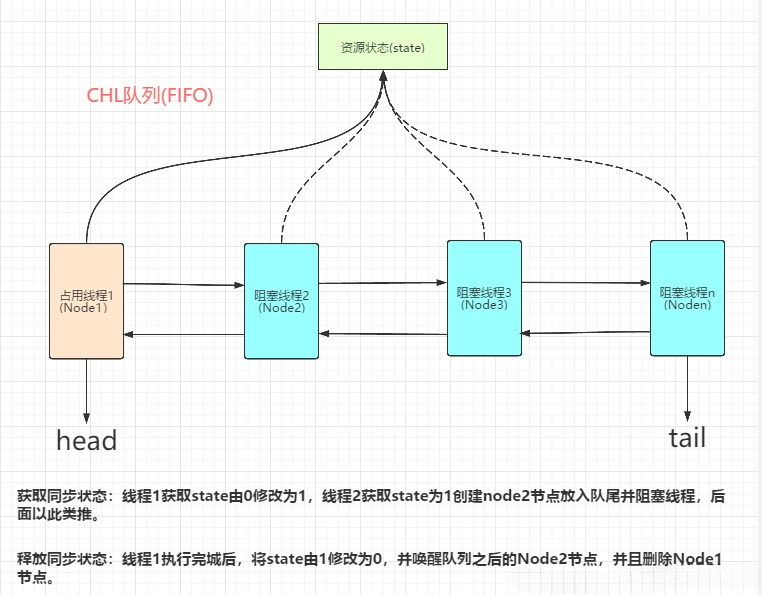 资源状态(state)
CHL队列(FIFO)
占用线程1
(Node1)
阻塞线程2
(Node2)
阻塞线程3
(Node3)
阻塞线程n
(Noden)
head
tail
获取同步状态：线程1获取state由0修改为1，线程2获取state为1创建node2节点放入队尾并阻塞线程，后
面以此类推。
释放同步状态：线程1执行完城后，将state由1修改为0，并唤醒队列之后的Node2节点，并且删除Node1
节点。